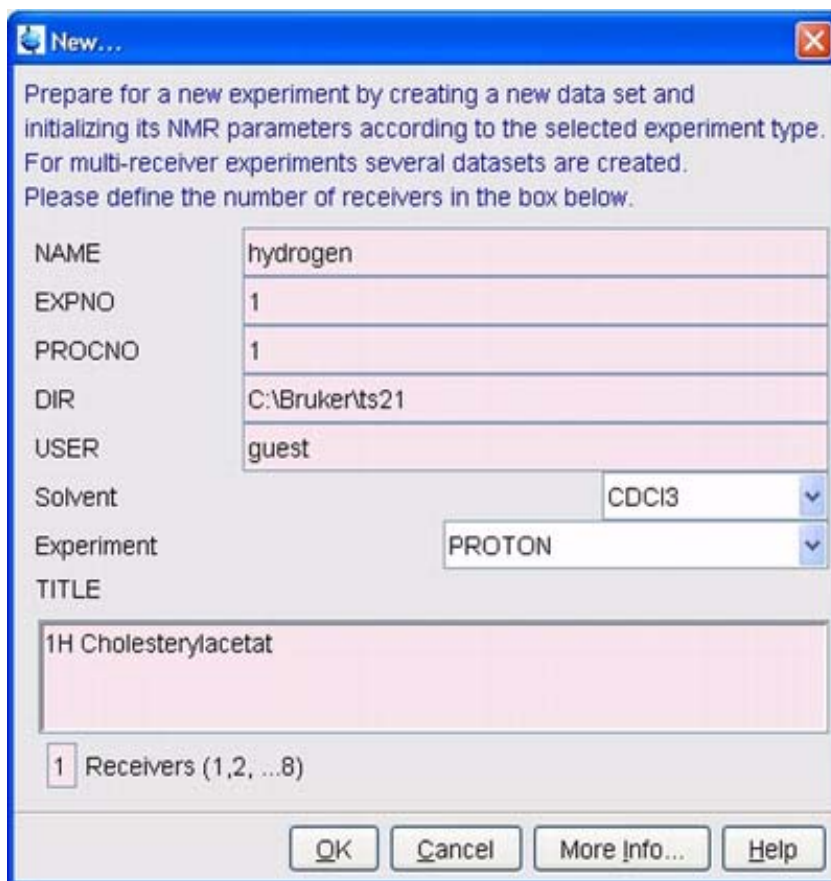 New...
Prepare for a new experiment by creating a new data set and
initializing its NMR parameters according to the selected experiment type.
For multi-receiver experiments several datasets are created.
Please define the number of receivers in the box below.
NAME hydrogen
EXPNO 1
PROCNO 1
DIR C:\Bruker\ts21
USER guest
Solvent CDCl3
Experiment PROTON
TITLE
1H Cholesterylacetat
1 Receivers (1,2, ...8)
OK Cancel More Info... Help